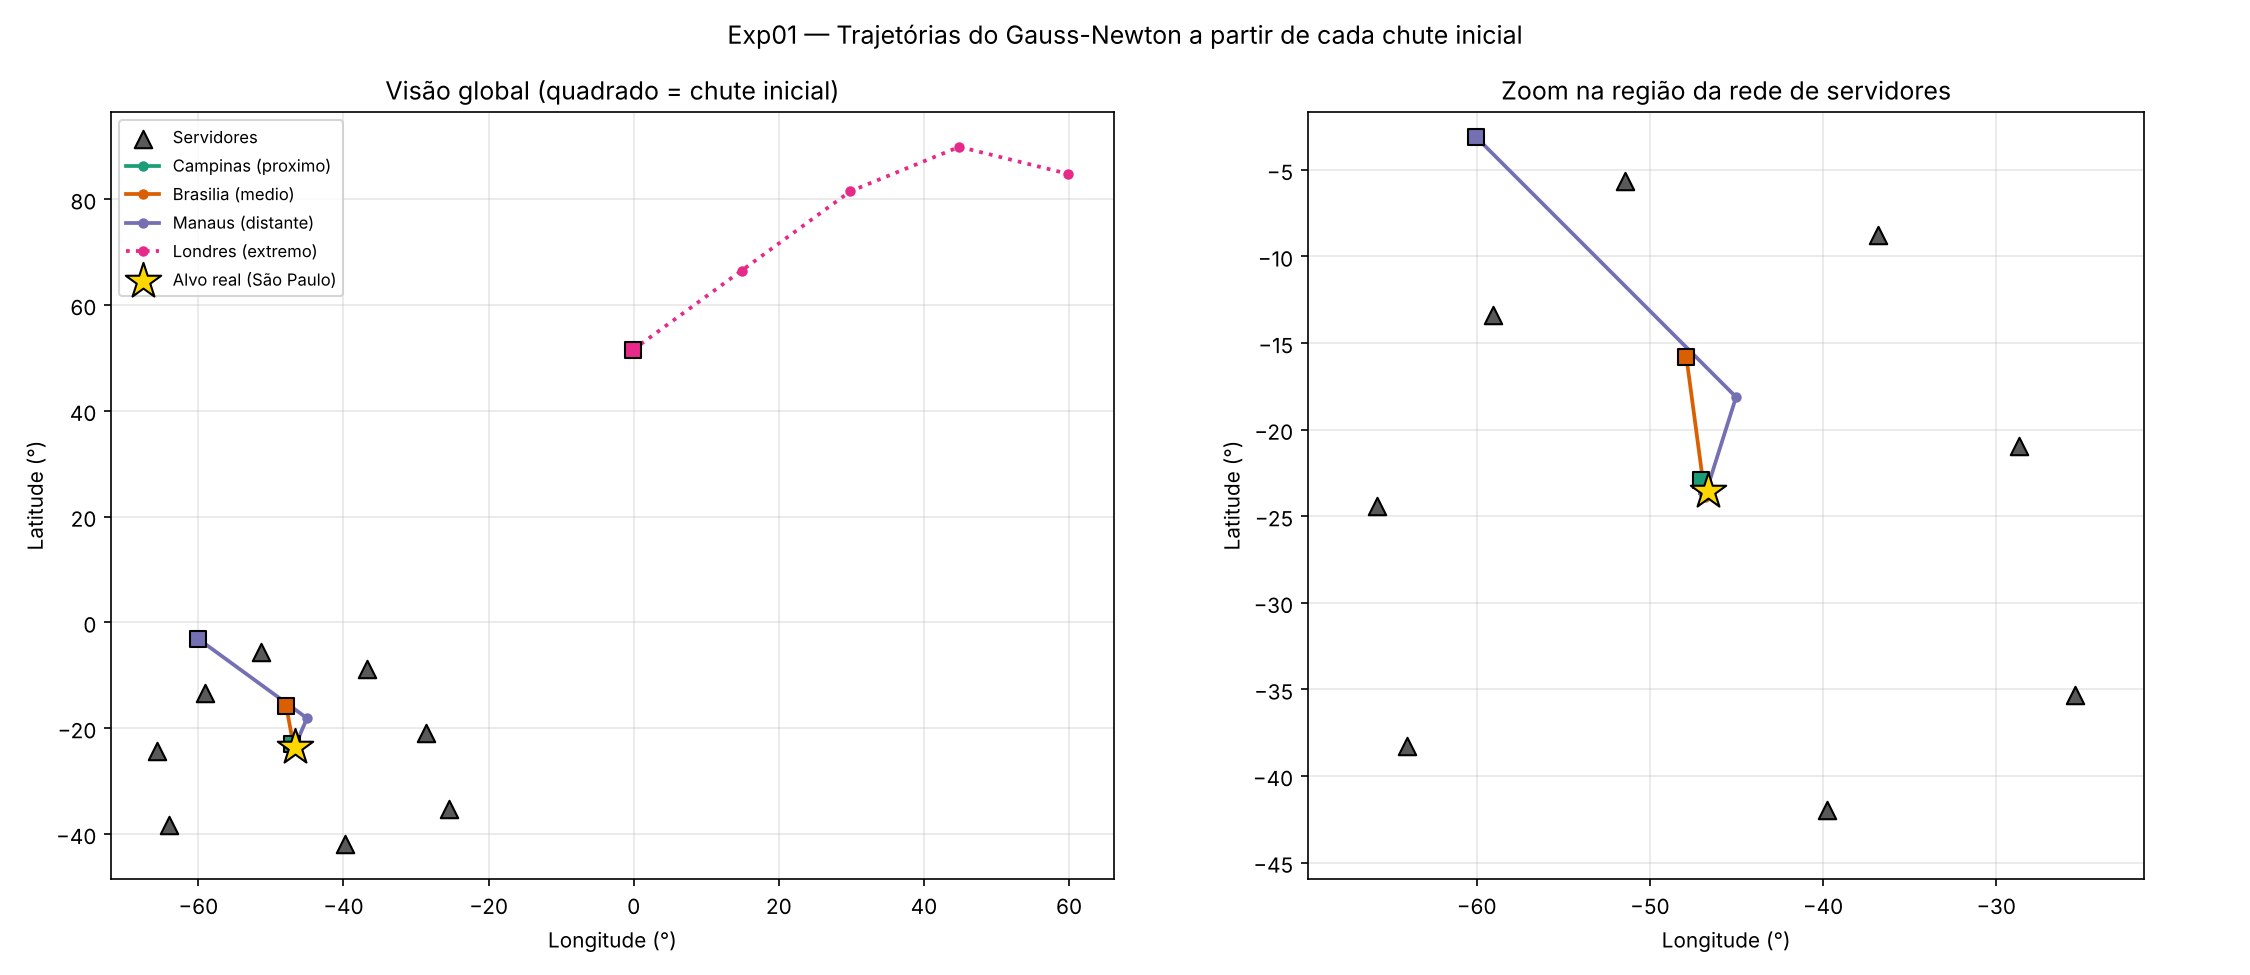 Exp01 — Trajetórias do Gauss-Newton a partir de cada chute inicial
Visão global (quadrado = chute inicial)
Servidores
Campinas (proximo)
Brasilia (medio)
Manaus (distante)
Londres (extremo)
Alvo real (São Paulo)
80
60
40
20
0
−20
−40
Latitude (°)
−60 −40 −20 0 20 40 60
Longitude (°)
Zoom na região da rede de servidores
−5
−10
−15
−20
−25
−30
−35
−40
−45
Latitude (°)
−60 −50 −40 −30
Longitude (°)